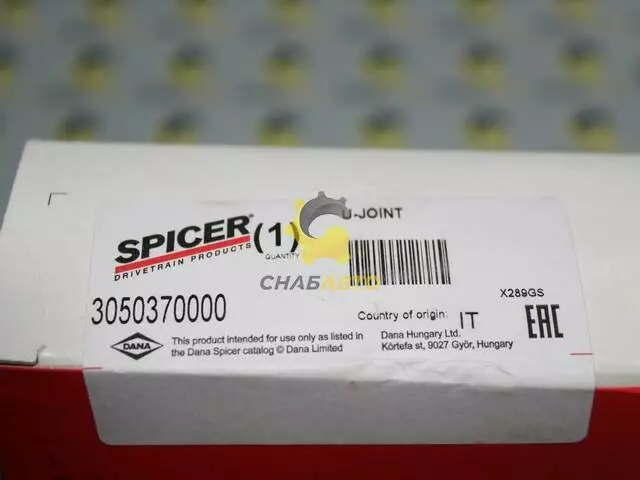 U-JOINT
SPICER®
(1)
DRIVETRAIN PRODUCTS
QUANTITY
СНАБАВТО
X289GS
3050370000
Country of origin: IT
EAC
DANA
This product intended for use only as listed in
the Dana Spicer catalog © Dana Limited
Dana Hungary Ltd.
Körtefa st, 9027 Győr, Hungary